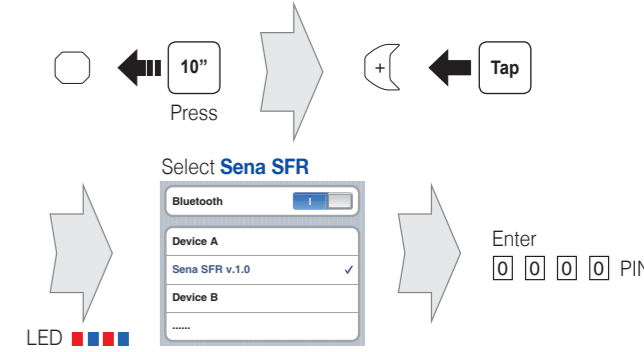 10”
Press
+
Tap
Select Sena SFR
Bluetooth
I
Device A
Sena SFR v.1.0
Device B
......
LED
Enter
0 0 0 0 PIN